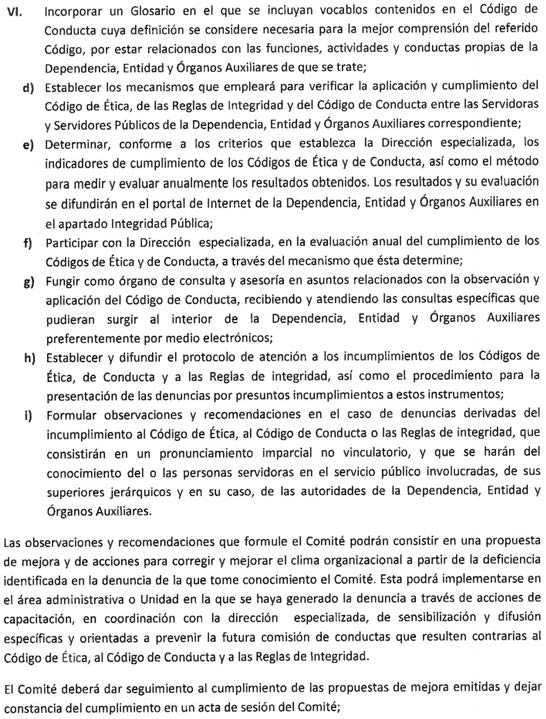 VI. Incorporar un Glosario en el que se incluyan vocablos contenidos en el Código de
Conducta cuya definición se considere necesaria para la mejor comprensión del referido
Código, por estar relacionados con las funciones, actividades y conductas propias de la
Dependencia, Entidad y Órganos Auxiliares de que se trate;
d) Establecer los mecanismos que empleará para verificar la aplicación y cumplimiento del
Código de Ética, de las Reglas de Integridad y del Código de Conducta entre las Servidoras
y Servidores Públicos de la Dependencia, Entidad y Órganos Auxiliares correspondiente;
e) Determinar, conforme a los criterios que establezca la Dirección especializada, los
indicadores de cumplimiento de los Códigos de Ética y de Conducta, así como el método
para medir y evaluar anualmente los resultados obtenidos. Los resultados y su evaluación
se difundirán en el portal de Internet de la Dependencia, Entidad y Órganos Auxiliares en
el apartado Integridad Pública;
f) Participar con la Dirección especializada, en la evaluación anual del cumplimiento de los
Códigos de Ética y de Conducta, a través del mecanismo que ésta determine;
g) Fungir como órgano de consulta y asesoría en asuntos relacionados con la observación y
aplicación del Código de Conducta, recibiendo y atendiendo las consultas específicas que
pudieran surgir al interior de la Dependencia, Entidad y Órganos Auxiliares
preferentemente por medio electrónicos;
h) Establecer y difundir el protocolo de atención a los incumplimientos de los Códigos de
Ética, de Conducta y a las Reglas de integridad, así como el procedimiento para la
presentación de las denuncias por presuntos incumplimientos a estos instrumentos;
i) Formular observaciones y recomendaciones en el caso de denuncias derivadas del
incumplimiento al Código de Ética, al Código de Conducta o las Reglas de integridad, que
consistirán en un pronunciamiento imparcial no vinculatorio, y que se harán del
conocimiento del o las personas servidoras en el servicio público involucradas, de sus
superiores jerárquicos y en su caso, de las autoridades de la Dependencia, Entidad y
Órganos Auxiliares.
Las observaciones y recomendaciones que formule el Comité podrán consistir en una propuesta
de mejora y de acciones para corregir y mejorar el clima organizacional a partir de la deficiencia
identificada en la denuncia de la que tome conocimiento el Comité. Esta podrá implementarse en
el área administrativa o Unidad en la que se haya generado la denuncia a través de acciones de
capacitación, en coordinación con la dirección especializada, de sensibilización y difusión
específicas y orientadas a prevenir la futura comisión de conductas que resulten contrarias al
Código de Ética, al Código de Conducta y a las Reglas de Integridad.
El Comité deberá dar seguimiento al cumplimiento de las propuestas de mejora emitidas y dejar
constancia del cumplimiento en un acta de sesión del Comité;